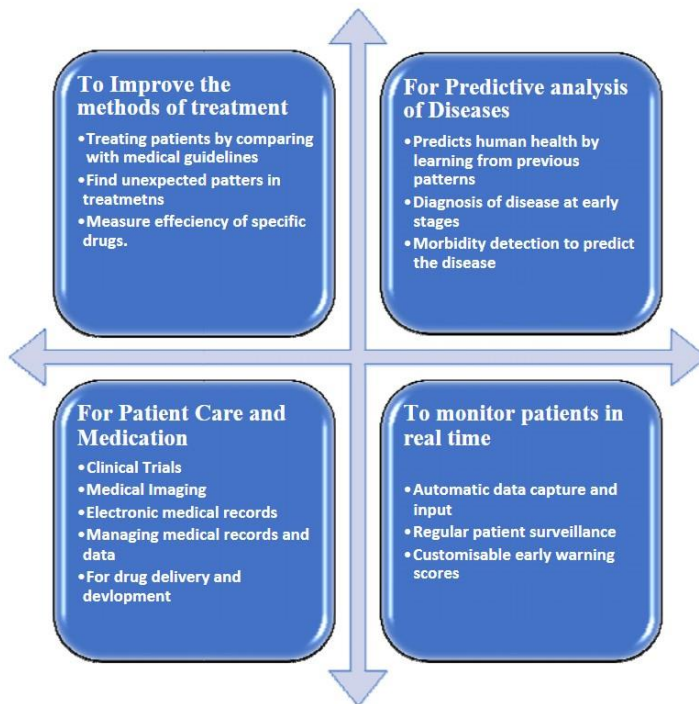 To Improve the
methods of treatment
•Treating patients by comparing
with medical guidelines
•Find unexpected patters in
treatmetns
•Measure effeciency of specific
drugs.
For Predictive analysis
of Diseases
•Predicts human health by
learning from previous
patterns
•Diagnosis of disease at early
stages
•Morbidity detection to predict
the disease
For Patient Care and
Medication
•Clinical Trials
•Medical Imaging
•Electronic medical records
•Managing medical records and
data
•For drug delivery and
devlopment
To monitor patients in
real time
•Automatic data capture and
input
•Regular patient surveillance
•Customisable early warning
scores